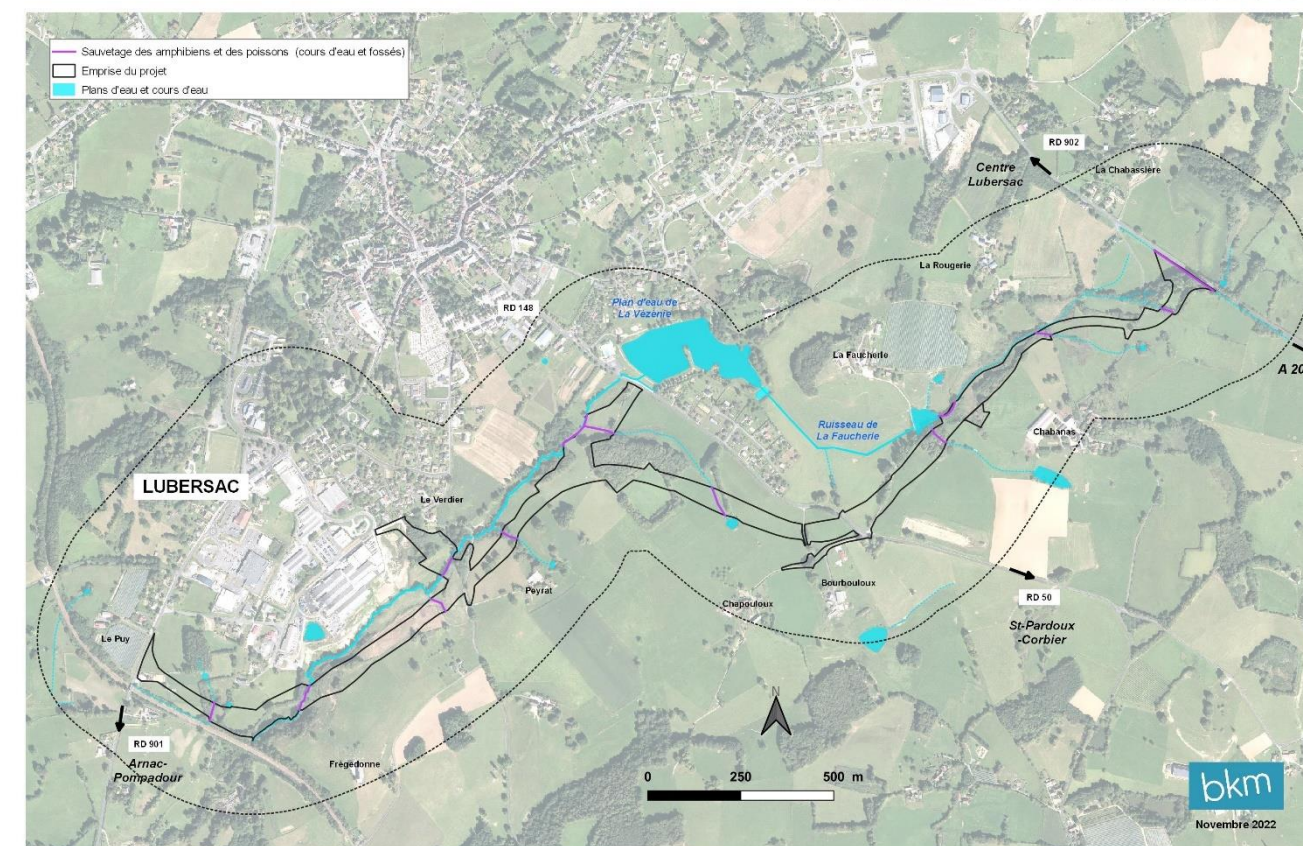 Sauvetage des amphibiens et des poissons (cours d'eau et fossés)
Emprise du projet
Plans d'eau et cours d'eau
RD 902
Centre
Lubersac
La Chabassière
La Rougerie
Plan d'eau de
La Vézénie
RD 148
La Faucherie
A 20
Ruisseau de
La Faucherie
Chabanas
LUBERSAC
Le Verdier
Peyrat
Bourbouloux
Chapouloux
RD 50
St-Pardoux
-Corbier
Le Puy
RD 901
Arnac-
Pompadour
Frégedonne
N
0 250 500 m
bkm
Novembre 2022